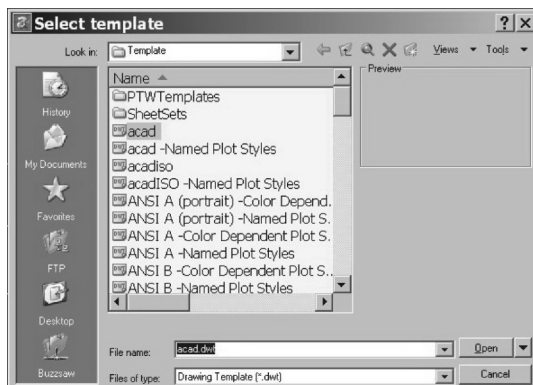 Select template
Look in: Template Views Tools
Name Preview
PTWTemplates
SheetSets
acad
acad -Named Plot Styles
acadiso
acadISO -Named Plot Styles
ANSI A (portrait) -Color Depend.
ANSI A (portrait) -Named Plot S.
ANSI A -Color Dependent Plot S.
ANSI A -Named Plot Styles
ANSI B -Color Dependent Plot S..
ANSI B -Named Plot Styles
History
My Documents
Favorites
FTP
Desktop
Buzzsaw
File name: acad.dwt Open
Files of type: Drawing Template (*.dwt) Cancel